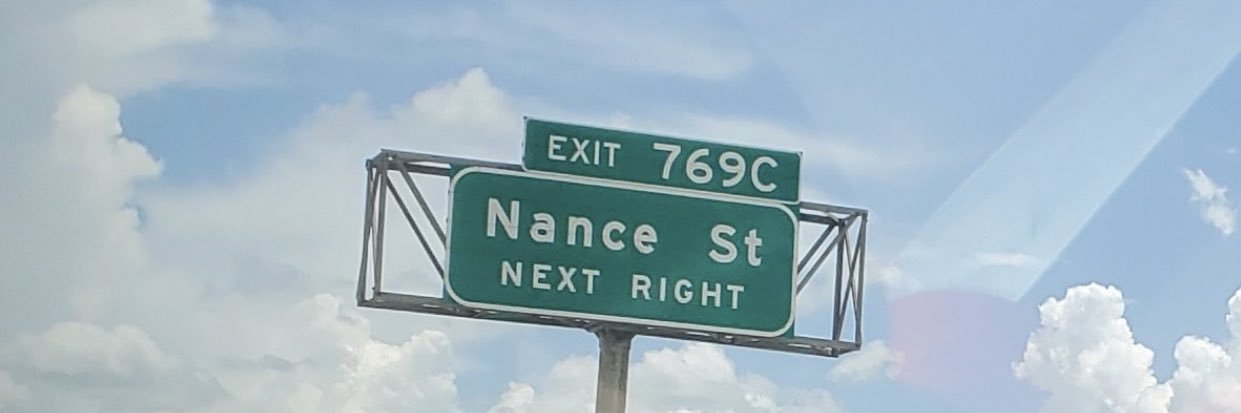 EXIT 769C
Nance St
NEXT RIGHT